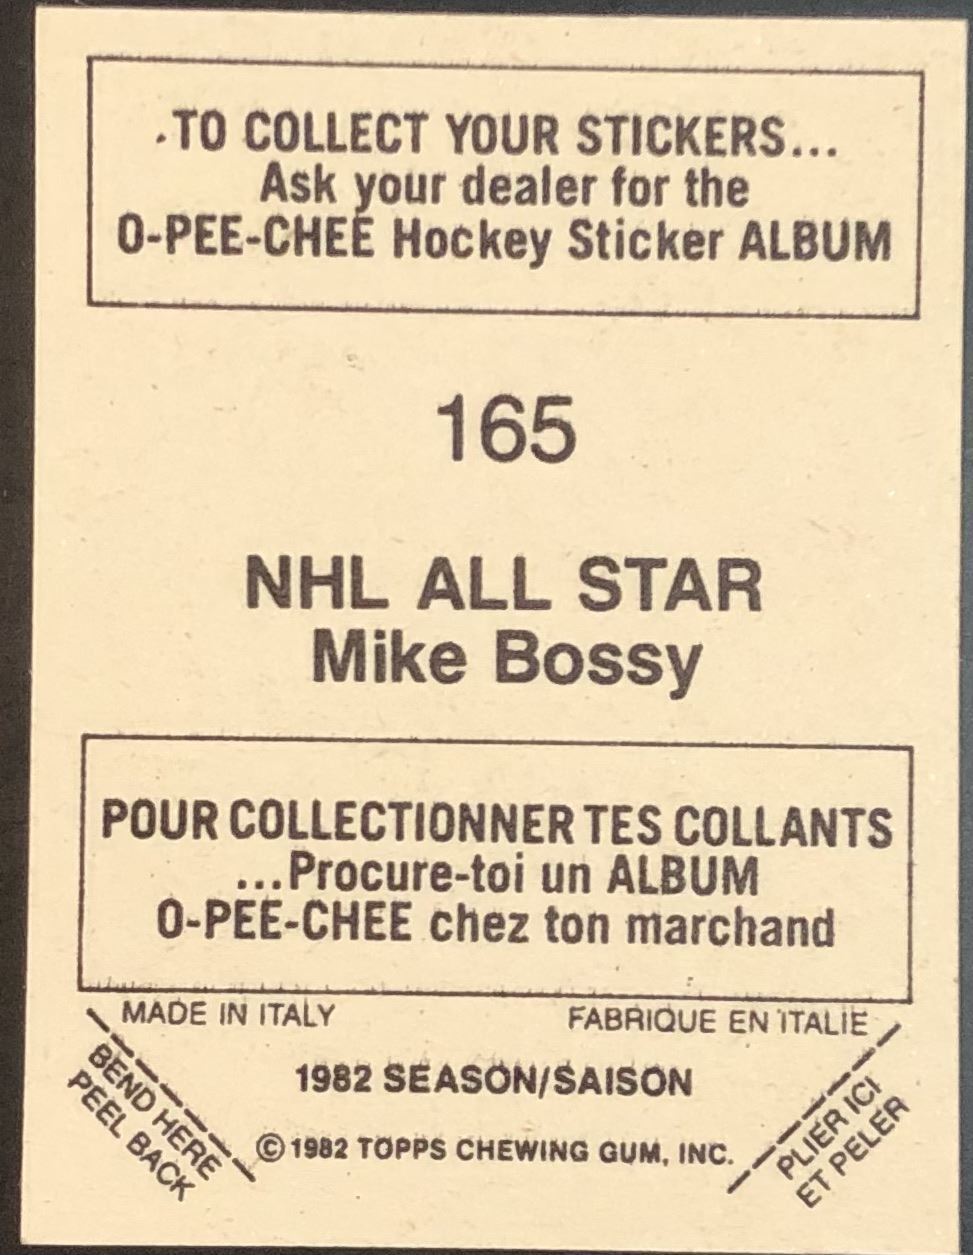 TO COLLECT YOUR STICKERS...
Ask your dealer for the
O-PEE-CHEE Hockey Sticker ALBUM
165
NHL ALL STAR
Mike Bossy
POUR COLLECTIONNER TES COLLANTS
...Procure-toi un ALBUM
O-PEE-CHEE chez ton marchand
MADE IN ITALY
FABRIQUE EN ITALIE
BEND HERE
PEEL BACK
1982 SEASON/SAISON
© 1982 TOPPS CHEWING GUM, INC.
PLIER ICI
ET PELER